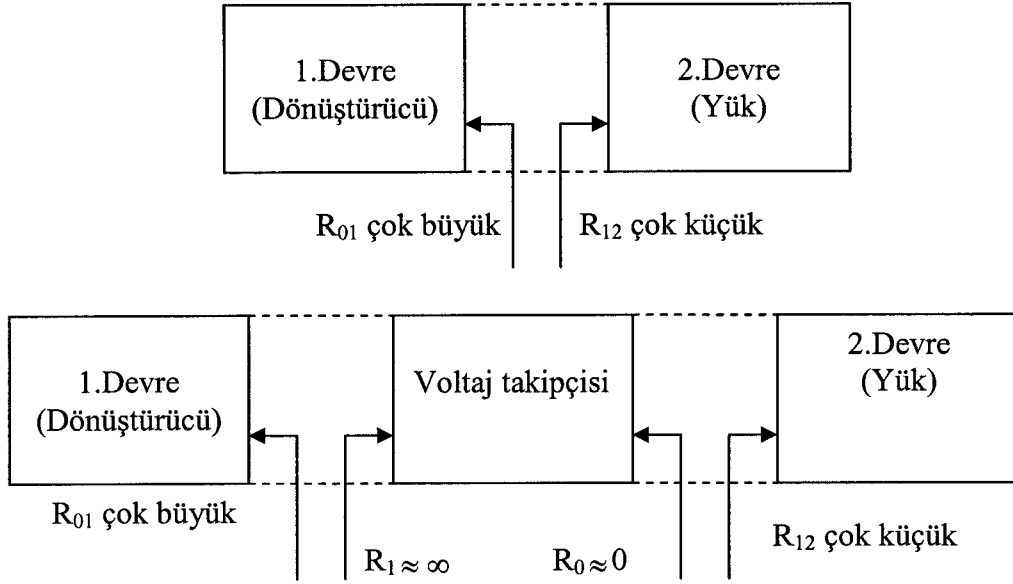 1.Devre
(Dönüştürücü)
2.Devre
(Yük)
R₀₁ çok büyük
R₁₂ çok küçük
1.Devre
(Dönüştürücü)
Voltaj takipçisi
2.Devre
(Yük)
R₀₁ çok büyük
R₁ ≈ ∞
R₀ ≈ 0
R₁₂ çok küçük